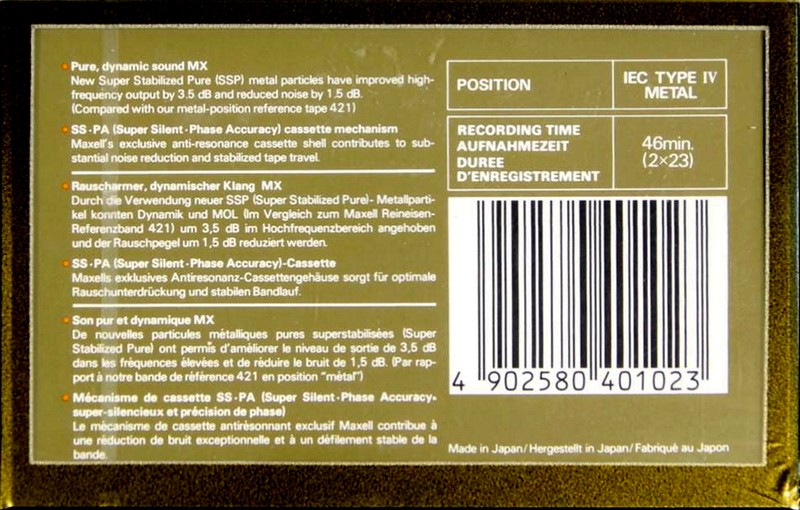 Pure, dynamic sound MX
New Super Stabilized Pure (SSP) metal particles have improved high-
frequency output by 3.5 dB and reduced noise by 1.5 dB.
(Compared with our metal-position reference tape 421)
SS·PA (Super Silent·Phase Accuracy) cassette mechanism
Maxell's exclusive anti-resonance cassette shell contributes to sub-
stantial noise reduction and stabilized tape travel.
Rauscharmer, dynamischer Klang MX
Durch die Verwendung neuer SSP (Super Stabilized Pure)- Metallparti-
kel konnten Dynamik und MOL (Im Vergleich zum Maxell Reineisen-
Referenzband 421) um 3,5 dB im Hochfrequenzbereich angehoben
und der Rauschpegel um 1,5 dB reduziert werden.
SS·PA (Super Silent·Phase Accuracy)-Cassette
Maxells exklusives Antiresonanz-Cassettengehäuse sorgt für optimale
Rauschunterdrückung und stabilen Bandlauf.
Son pur et dynamique MX
De nouvelles particules métalliques pures superstabilisées (Super
Stabilized Pure) ont permis d'améliorer le niveau de sortie de 3,5 dB
dans les fréquences élevées et de réduire le bruit de 1,5 dB. (Par rap-
port à notre bande de référence 421 en position "métal")
Mécanisme de cassette SS·PA (Super Silent·Phase Accuracy·
super-silencieux et précision de phase)
Le mécanisme de cassette antirésonnant exclusif Maxell contribue à
une réduction de bruit exceptionnelle et à un défilement stable de la
bande.
POSITION
IEC TYPE IV
METAL
RECORDING TIME
AUFNAHMEZEIT
DUREE
D'ENREGISTREMENT
46min.
(2×23)
4 902580 401023
Made in Japan/Hergestellt in Japan/Fabriqué au Japon